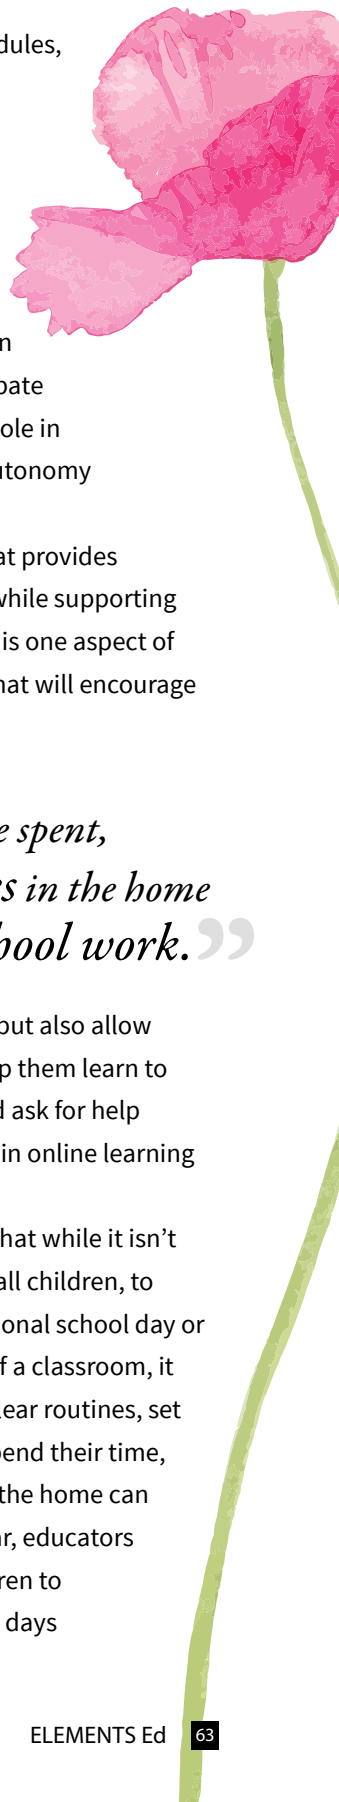 dules,
n
pate
ole in
utonomy
at provides
while supporting
is one aspect of
hat will encourage
e spent,
s in the home
hool work.”
but also allow
p them learn to
d ask for help
in online learning
hat while it isn’t
all children, to
ional school day or
f a classroom, it
lear routines, set
pend their time,
the home can
ar, educators
ren to
days
ELEMENTS Ed 63